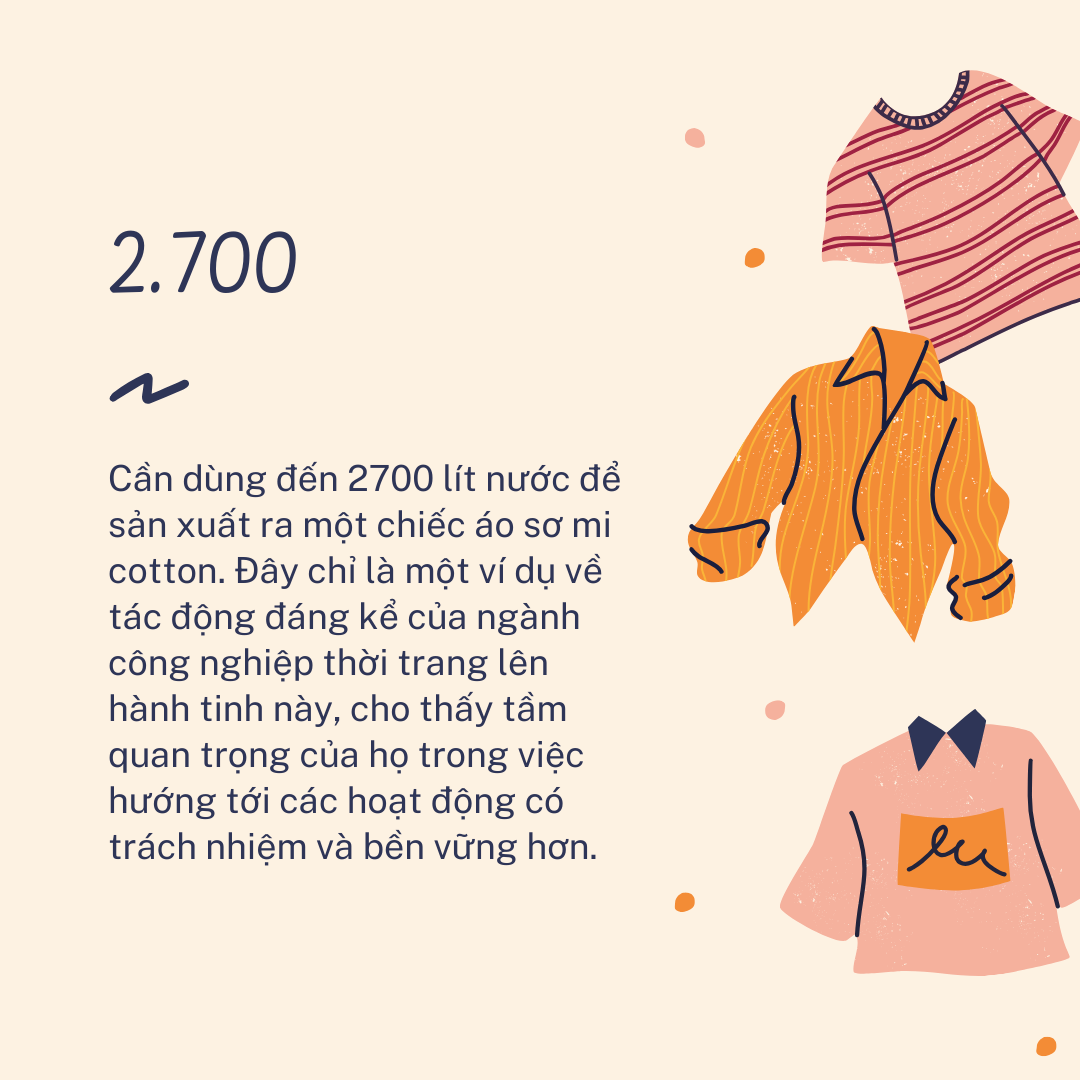 2.700
Cần dùng đến 2700 lít nước để
sản xuất ra một chiếc áo sơ mi
cotton. Đây chỉ là một ví dụ về
tác động đáng kể của ngành
công nghiệp thời trang lên
hành tinh này, cho thấy tầm
quan trọng của họ trong việc
hướng tới các hoạt động có
trách nhiệm và bền vững hơn.